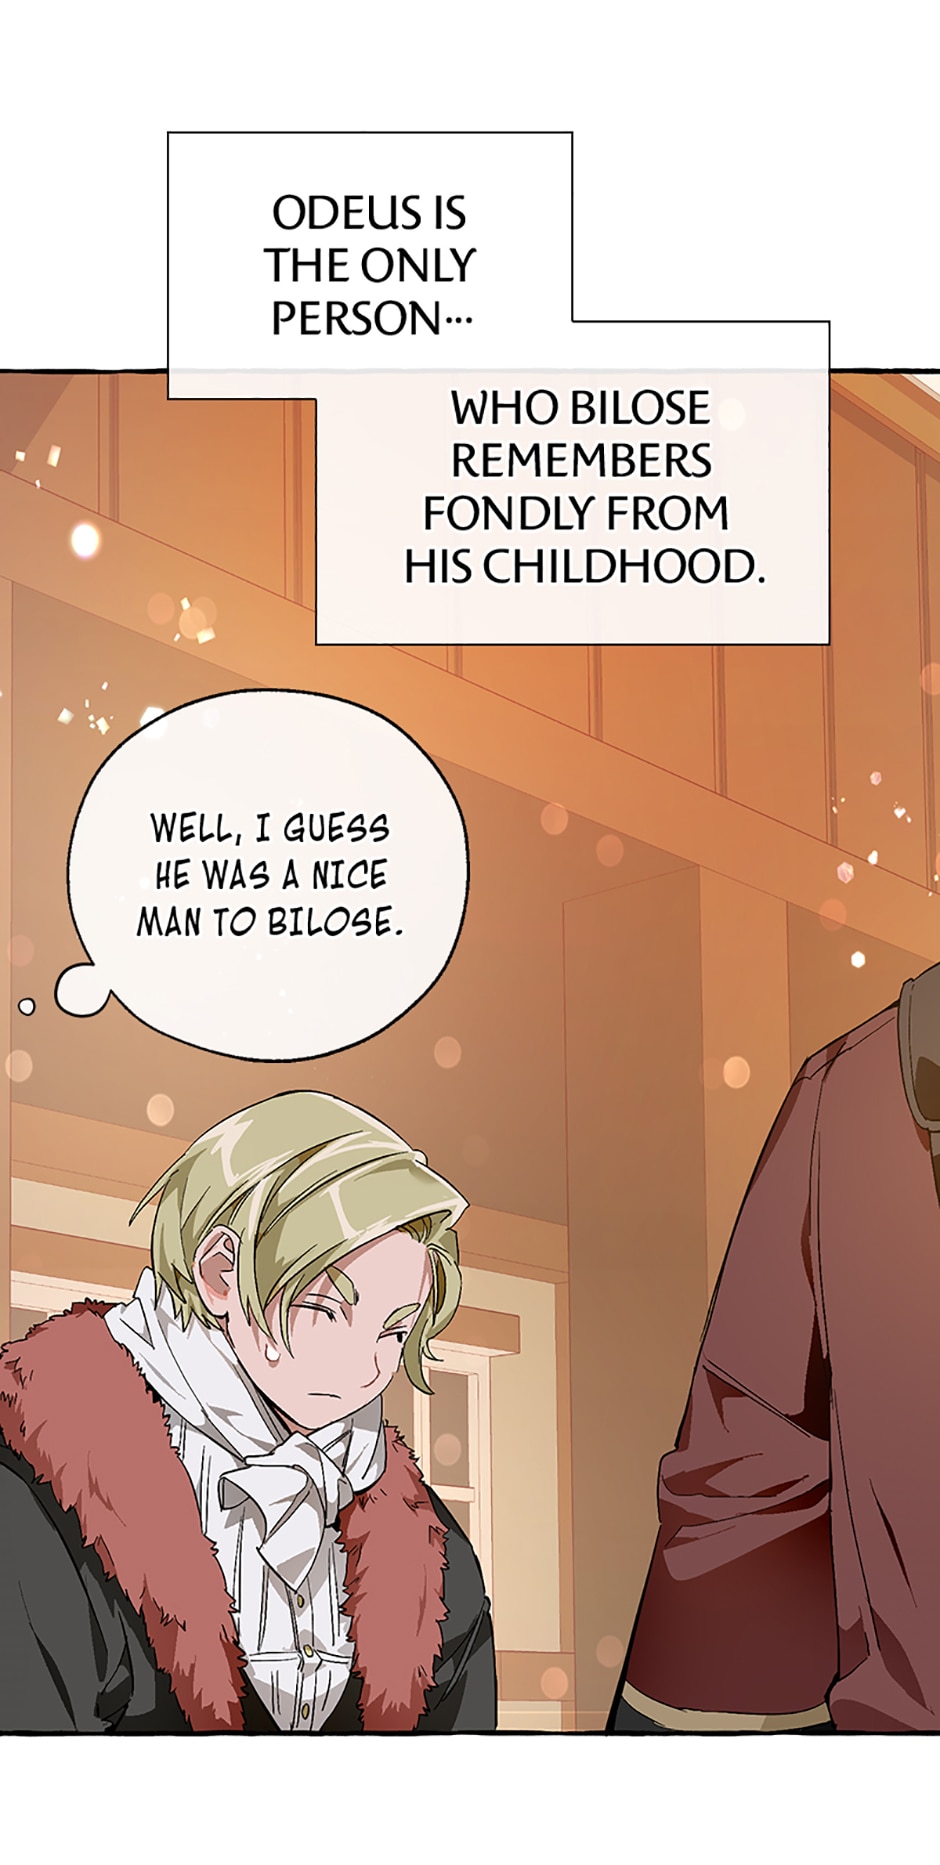 ODEUS IS
THE ONLY
PERSON...
WHO BILOSE
REMEMBERS
FONDLY FROM
HIS CHILDHOOD.
WELL, I GUESS
HE WAS A NICE
MAN TO BILOSE.